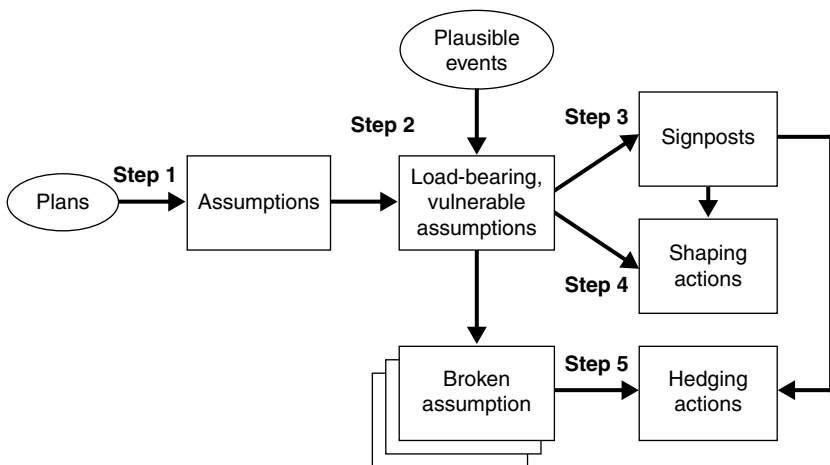 Plausible
events
Step 2
Step 3
Signposts
Step 1
Plans
Assumptions
Load-bearing,
vulnerable
assumptions
Shaping
actions
Step 4
Broken
assumption
Step 5
Hedging
actions